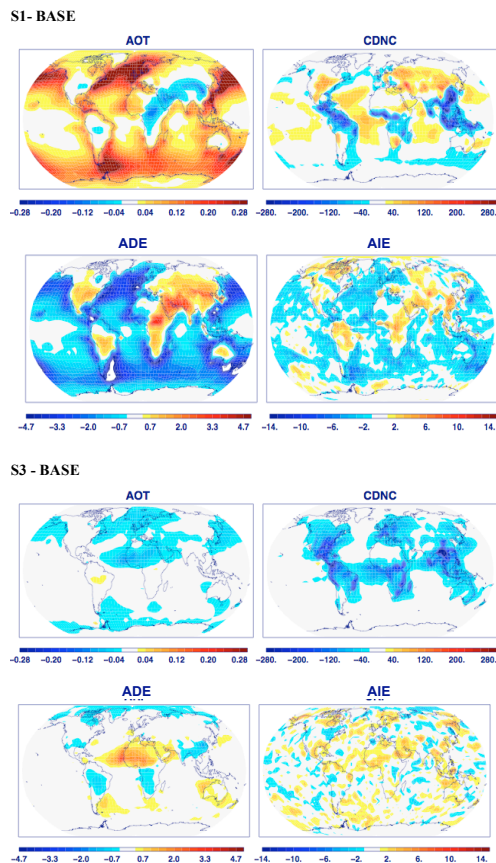 S1- BASE
AOT CDNC
−0.28 −0.20 −0.12 −0.04 0.04 0.12 0.20 0.28 −280. −200. −120. −40. 40. 120. 200. 280.
ADE AIE
−4.7 −3.3 −2.0 −0.7 0.7 2.0 3.3 4.7 −14. −10. −6. −2. 2. 6. 10. 14.
S3 - BASE
AOT CDNC
−0.28 −0.20 −0.12 −0.04 0.04 0.12 0.20 0.28 −280. −200. −120. −40. 40. 120. 200. 280.
ADE AIE
−4.7 −3.3 −2.0 −0.7 0.7 2.0 3.3 4.7 −14. −10. −6. −2. 2. 6. 10. 14.